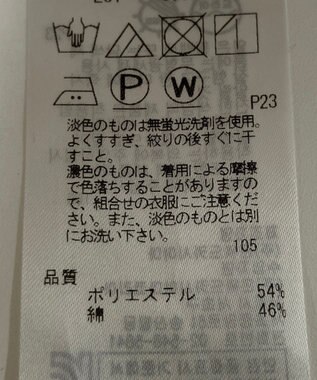 P W
P23
淡色のものは無蛍光洗剤を使用。
よくすすぎ、絞りの後すぐに干
すこと。
濃色のものは、着用による摩擦
で色落ちすることがありますの
で、組合せの衣服にご注意くだ
さい。また、淡色のものとは別
にお洗い下さい。
105
品質
ポリエステル 54%
綿 46%